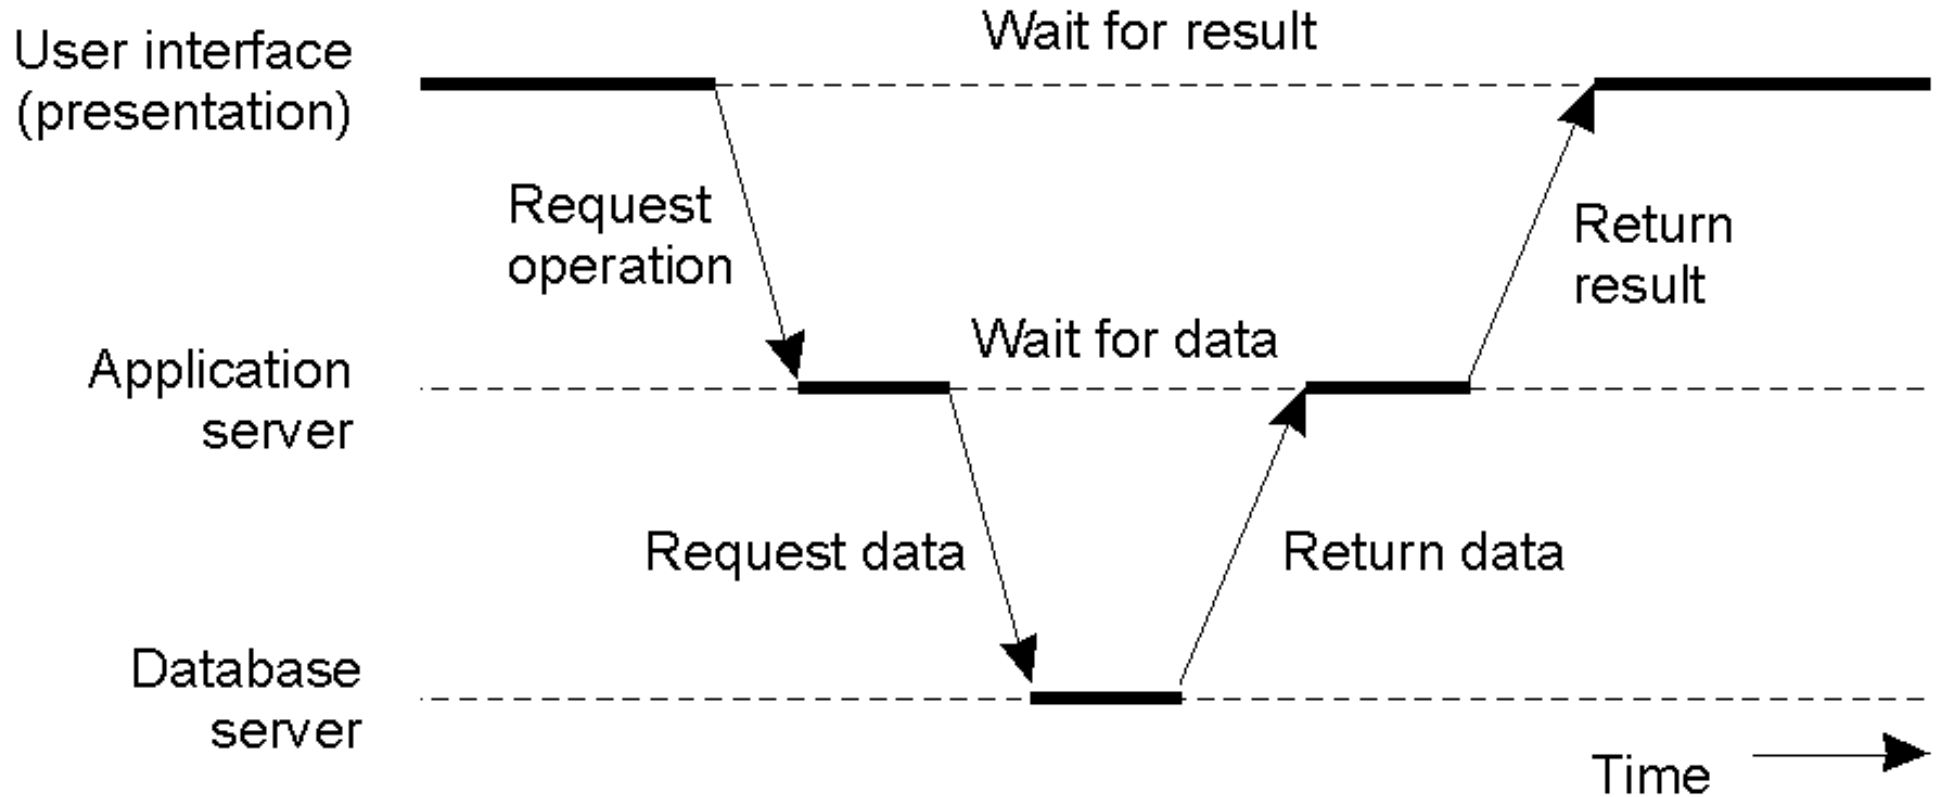 Wait for result
User interface
(presentation)
Request
operation
Return
result
Wait for data
Application
server
Request data
Return data
Database
server
Time